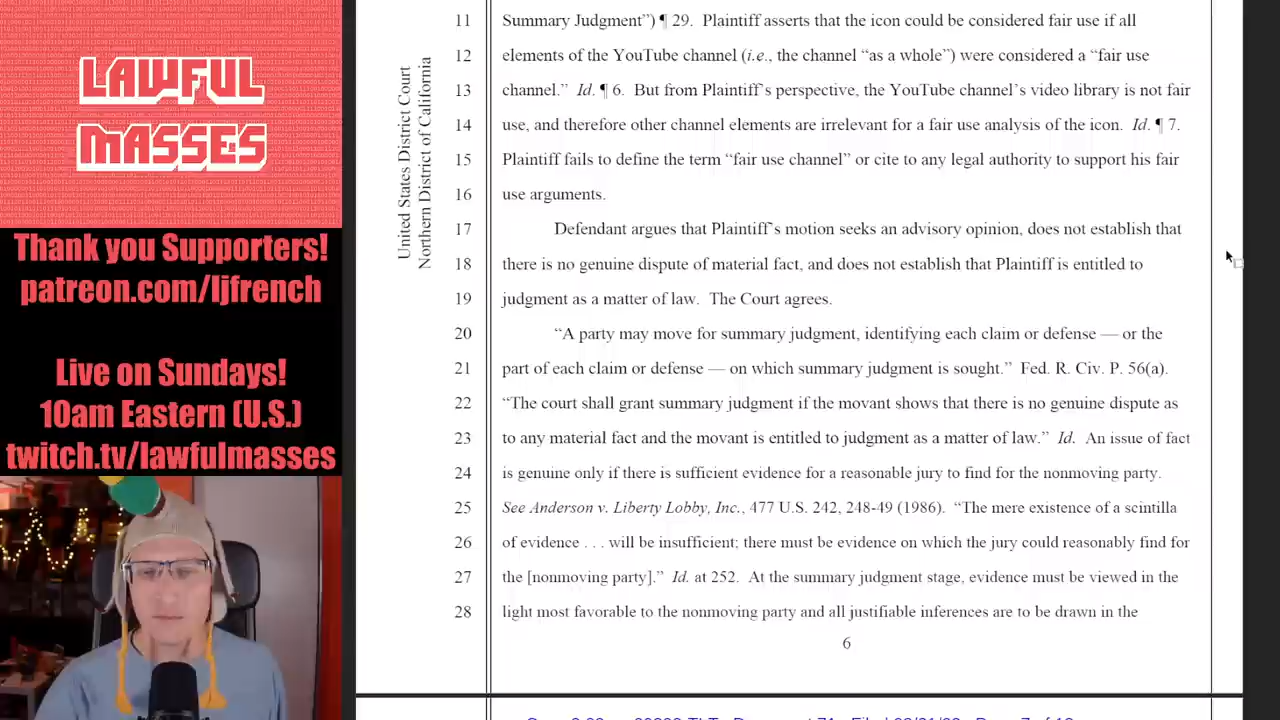 LAWFUL
MASSES
Thank you Supporters!
patreon.com/ljfrench
Live on Sundays!
10am Eastern (U.S.)
twitch.tv/lawfulmasses
United States District Court
Northern District of California
11 Summary Judgment”) ¶ 29. Plaintiff asserts that the icon could be considered fair use if all
12 elements of the YouTube channel (i.e., the channel “as a whole”) were considered a “fair use
13 channel.” Id. ¶ 6. But from Plaintiff’s perspective, the YouTube channel’s video library is not fair
14 use, and therefore other channel elements are irrelevant for a fair use analysis of the icon. Id. ¶ 7.
15 Plaintiff fails to define the term “fair use channel” or cite to any legal authority to support his fair
16 use arguments.
17 Defendant argues that Plaintiff’s motion seeks an advisory opinion, does not establish that
18 there is no genuine dispute of material fact, and does not establish that Plaintiff is entitled to
19 judgment as a matter of law. The Court agrees.
20 “A party may move for summary judgment, identifying each claim or defense — or the
21 part of each claim or defense — on which summary judgment is sought.” Fed. R. Civ. P. 56(a).
22 “The court shall grant summary judgment if the movant shows that there is no genuine dispute as
23 to any material fact and the movant is entitled to judgment as a matter of law.” Id. An issue of fact
24 is genuine only if there is sufficient evidence for a reasonable jury to find for the nonmoving party.
25 See Anderson v. Liberty Lobby, Inc., 477 U.S. 242, 248-49 (1986). “The mere existence of a scintilla
26 of evidence . . . will be insufficient; there must be evidence on which the jury could reasonably find for
27 the [nonmoving party].” Id. at 252. At the summary judgment stage, evidence must be viewed in the
28 light most favorable to the nonmoving party and all justifiable inferences are to be drawn in the
6